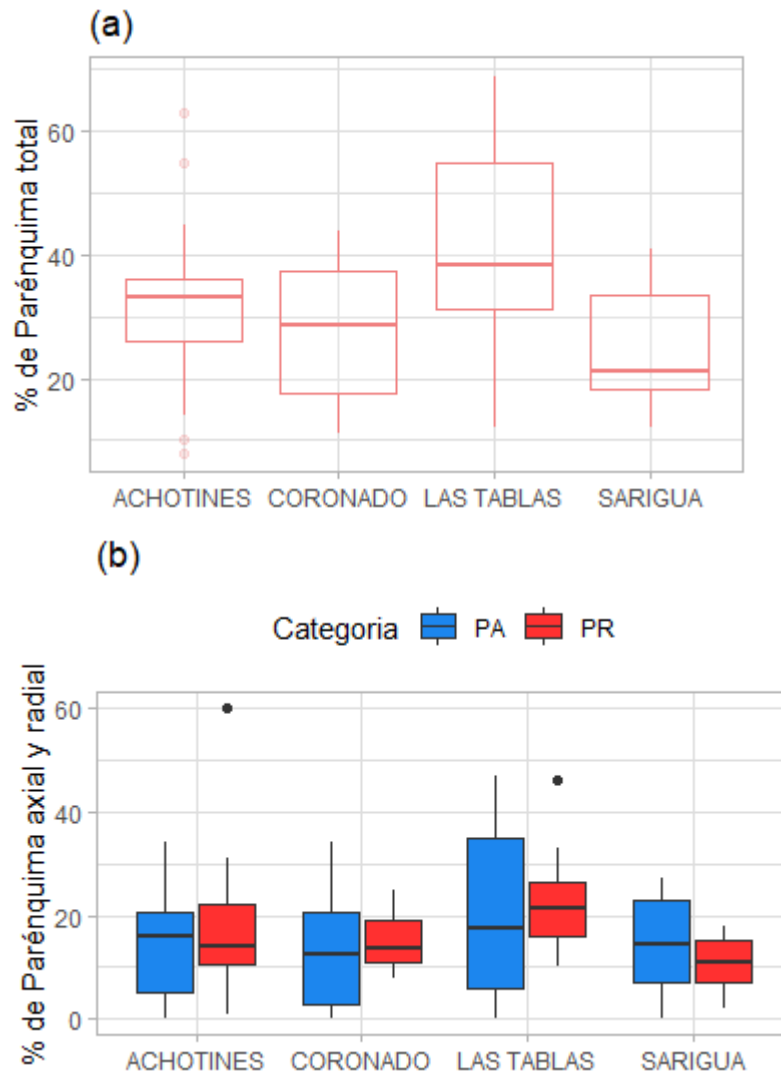 (a)
% de Parénquima total
60
40
20
ACHOTINES CORONADO LAS TABLAS SARIGUA
(b)
Categoria PA PR
% de Parénquima axial y radial
60
40
20
0
ACHOTINES CORONADO LAS TABLAS SARIGUA